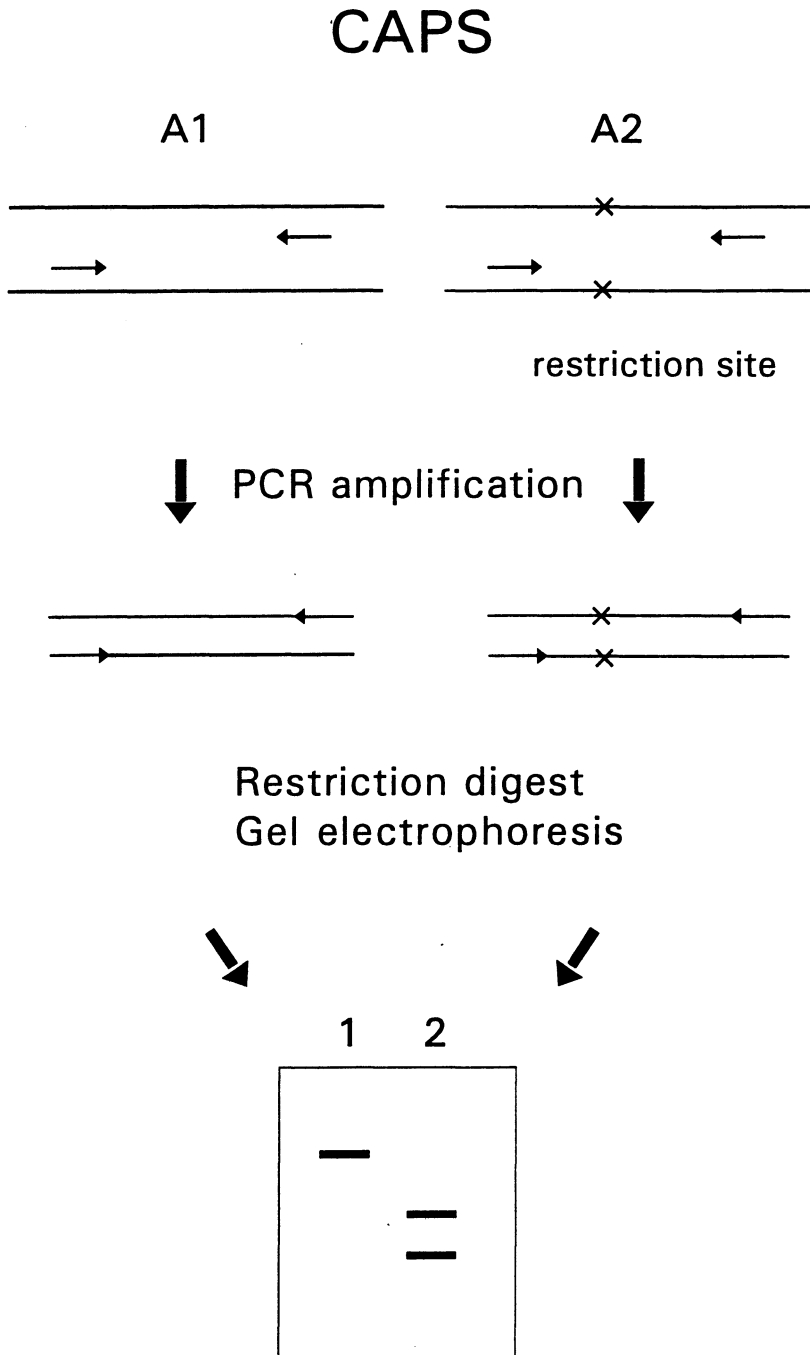 CAPS
A1 A2
restriction site
PCR amplification
Restriction digest
Gel electrophoresis
1 2